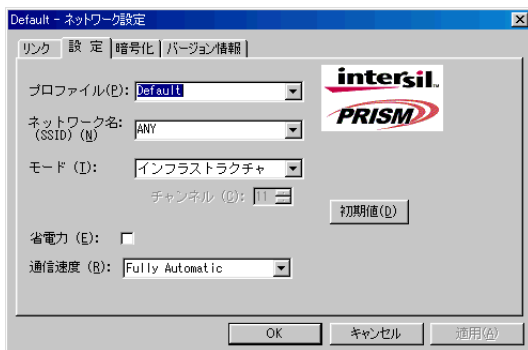 Default - ネットワーク設定
リンク 設定 暗号化 バージョン情報
プロファイル(P): Default
intersil.
PRISM
ネットワーク名:
(SSID) (N) ANY
モード (I): インフラストラクチャ
チャンネル (C): 11
初期値(D)
省電力 (E):
通信速度 (R): Fully Automatic
OK キャンセル 適用(A)